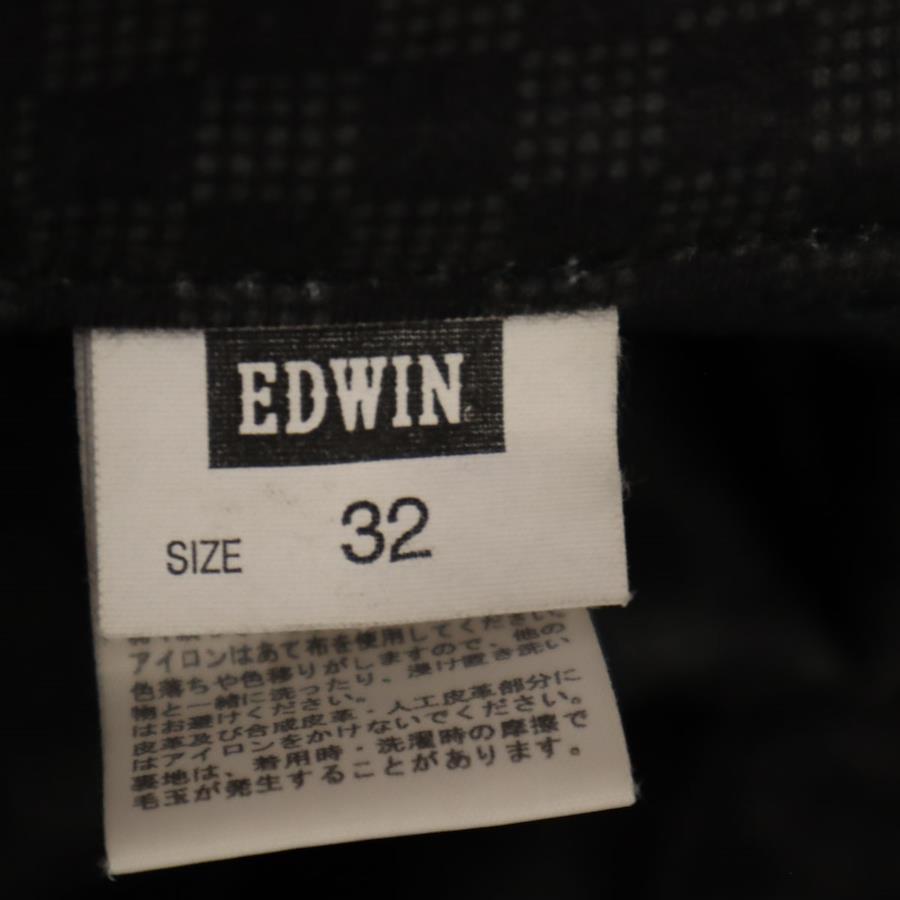 EDWIN
SIZE 32
アイロンはあて布を使用してください。
色落ちや色移りがしますので、他の
物と一緒に洗ったり、浸け置き洗い
はお避けください。
皮革及び合成皮革・人工皮革部分に
はアイロンをかけないでください。
裏地は、着用時・洗濯時の摩擦で
毛玉が発生することがあります。